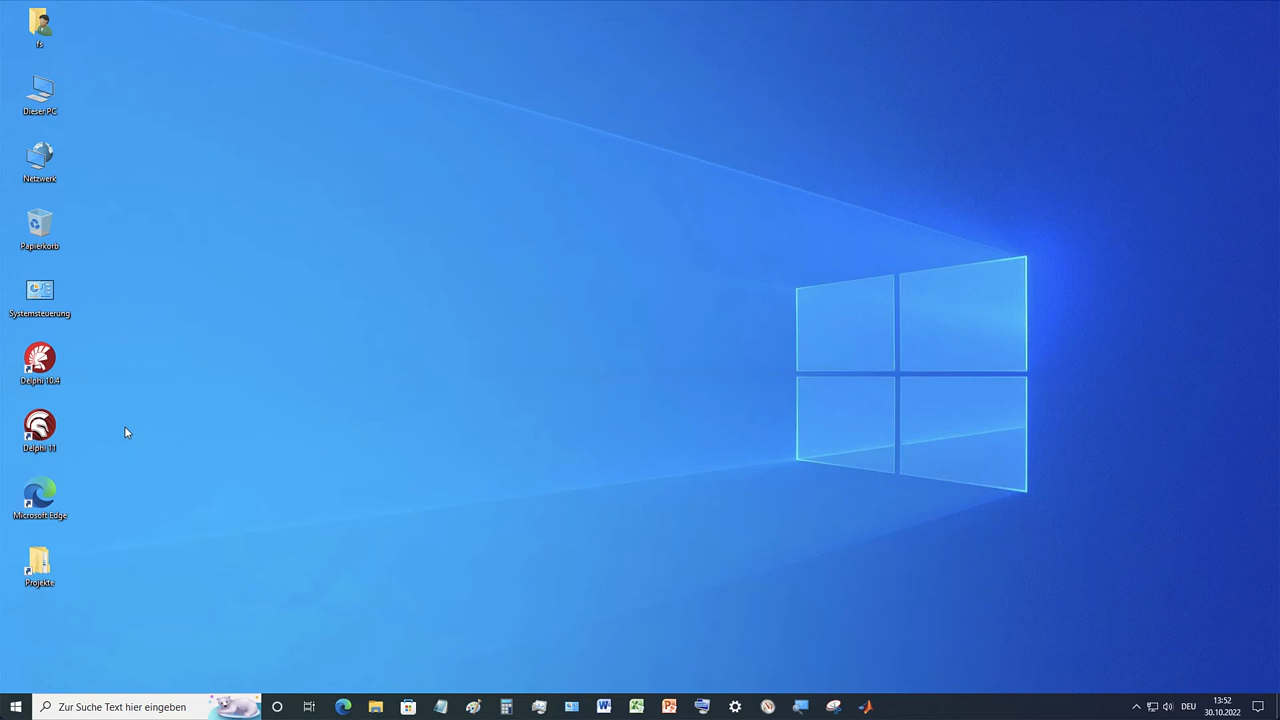 fs
Dieser PC
Netzwerk
Papierkorb
Systemsteuerung
Delphi 10.4
Delphi 11
Microsoft Edge
Projekte
Zur Suche Text hier eingeben
DEU
13:52
30.10.2022